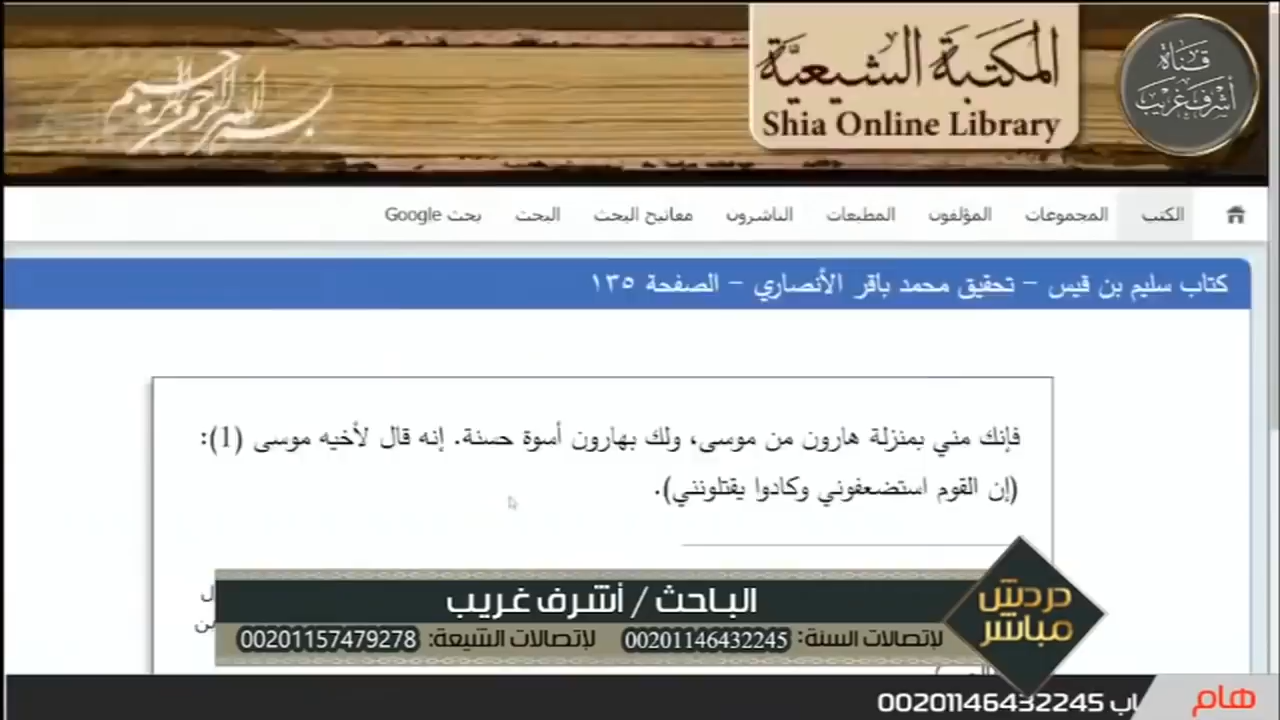 المكتبة الشيعية
Shia Online Library
قناة
أشرف غريب
بسم الله الرحمن الرحيم
الكتب
المجموعات
المؤلفون
المطبعات
الناشرون
مفاتيح البحث
البحث
بحث Google
كتاب سليم بن قيس - تحقيق محمد باقر الأنصاري - الصفحة ١٣٥
فإنك مني بمنزلة هارون من موسى، ولك بهارون أسوة حسنة. إنه قال لأخيه موسى (1):
(إن القوم استضعفوني وكادوا يقتلونني).
دردش
مباشر
الباحث / أشرف غريب
لإتصالات السنة: 00201146432245 لإتصالات الشيعة: 00201157479278
هام
اب 00201146432245